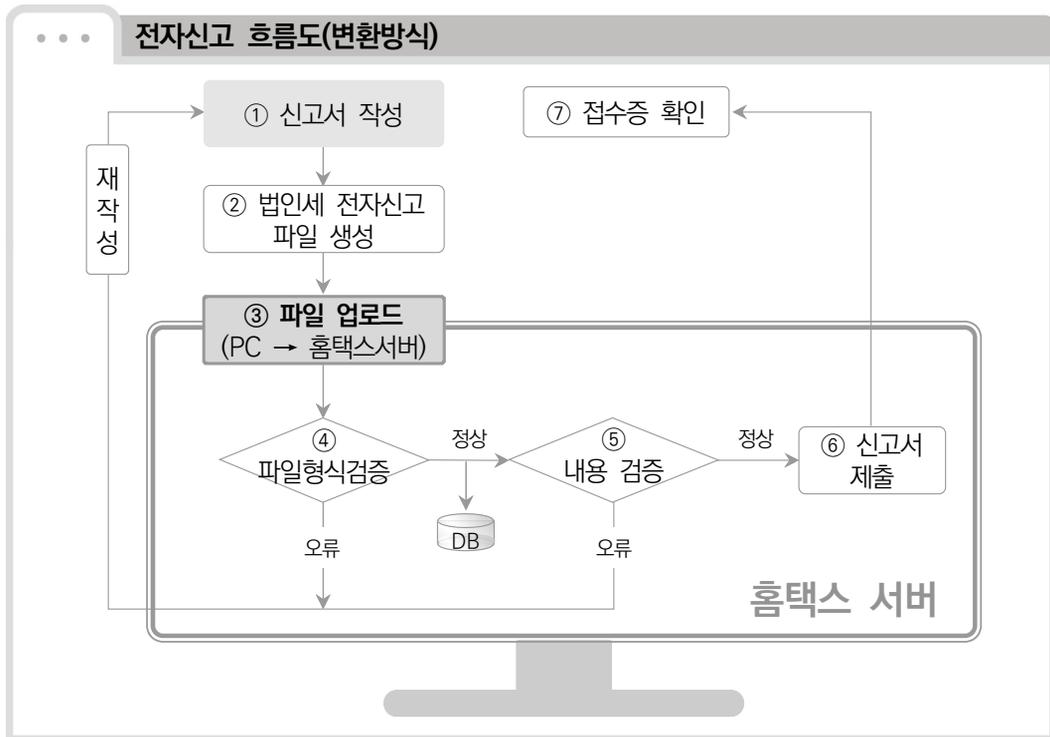 전자신고 흐름도(변환방식)
① 신고서 작성
⑦ 접수증 확인
재
작
성
② 법인세 전자신고
파일 생성
③ 파일 업로드
(PC → 홈택스서버)
④
파일형식검증
정상
⑤
내용 검증
정상
⑥ 신고서
제출
DB
오류
오류
홈택스 서버